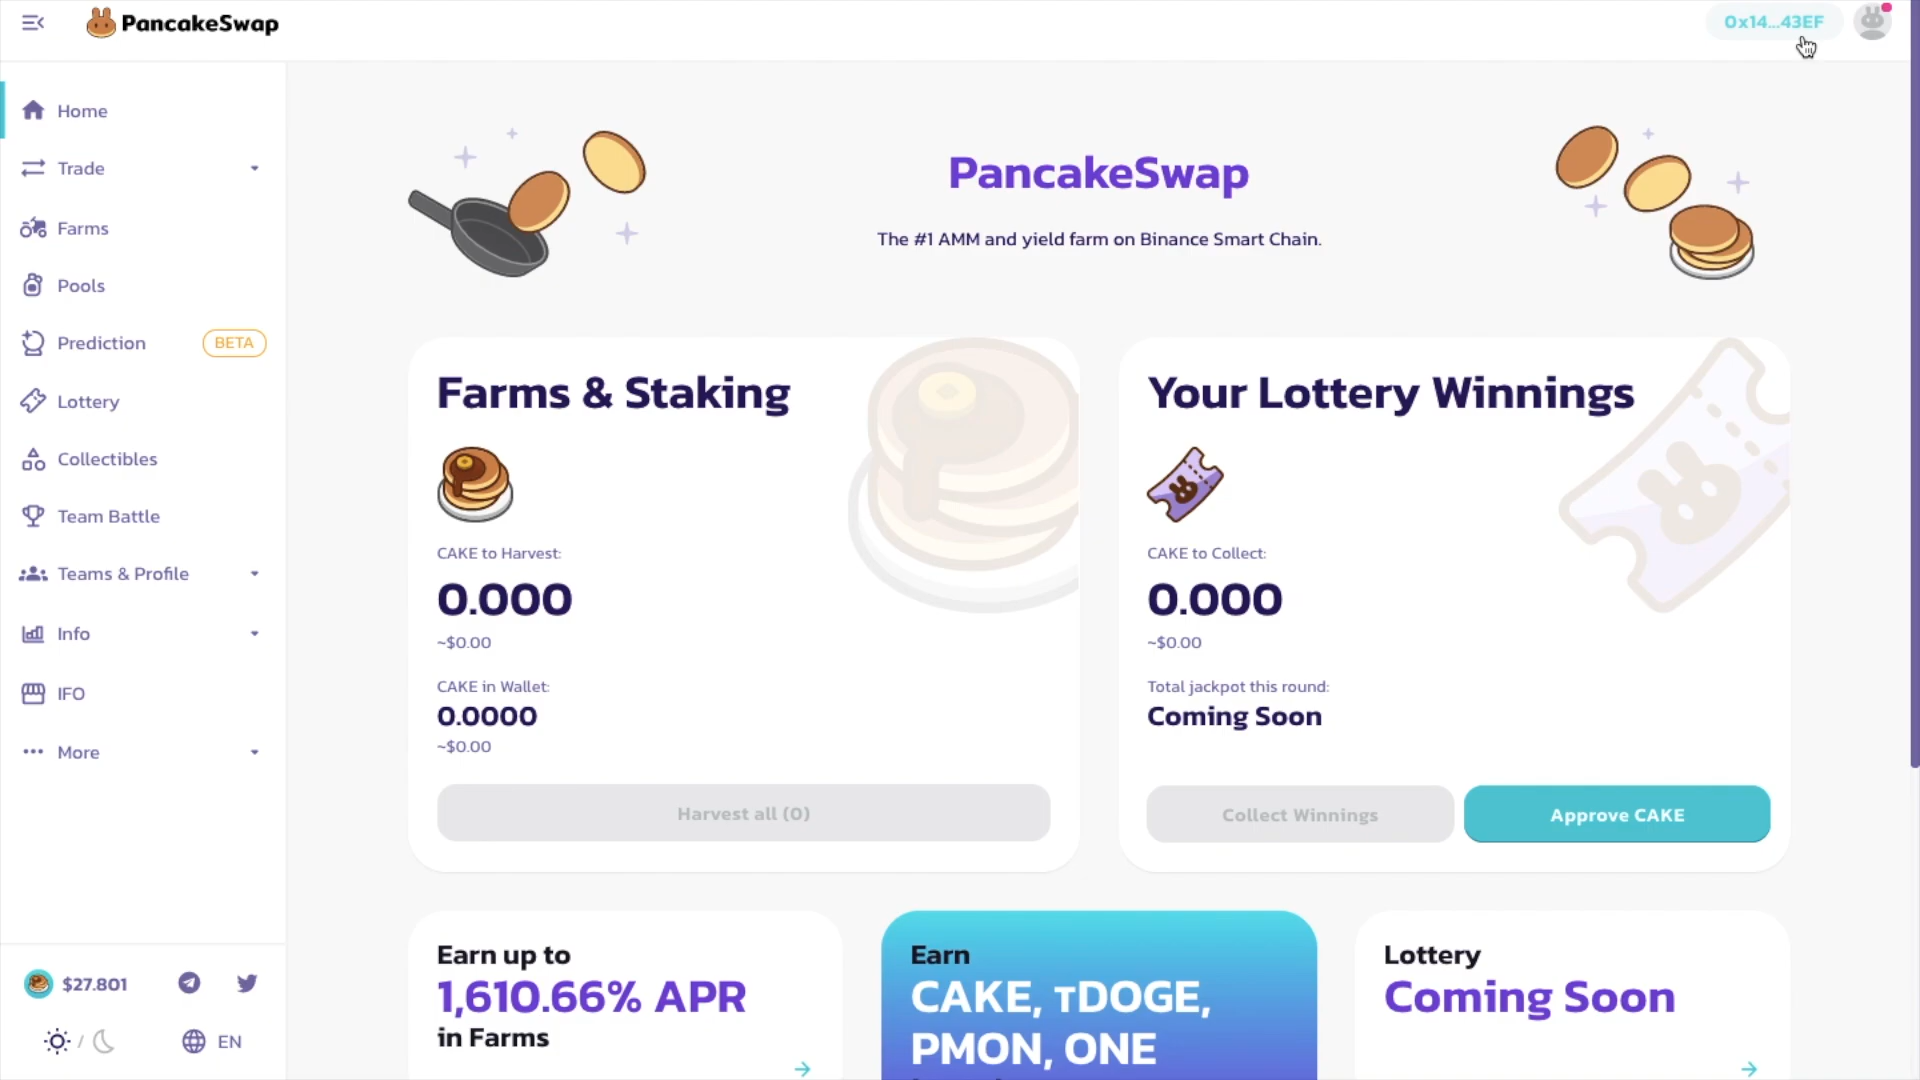 PancakeSwap
0x14...43EF
Home
Trade
Farms
Pools
Prediction
BETA
Lottery
Collectibles
Team Battle
Teams & Profile
Info
IFO
More
$27.801
/
EN
PancakeSwap
The #1 AMM and yield farm on Binance Smart Chain.
Farms & Staking
CAKE to Harvest:
0.000
~$0.00
CAKE in Wallet:
0.0000
~$0.00
Harvest all (0)
Your Lottery Winnings
CAKE to Collect:
0.000
~$0.00
Total jackpot this round:
Coming Soon
Collect Winnings
Approve CAKE
Earn up to
1,610.66% APR
in Farms
Earn
CAKE, τDOGE,
PMON, ONE
Lottery
Coming Soon